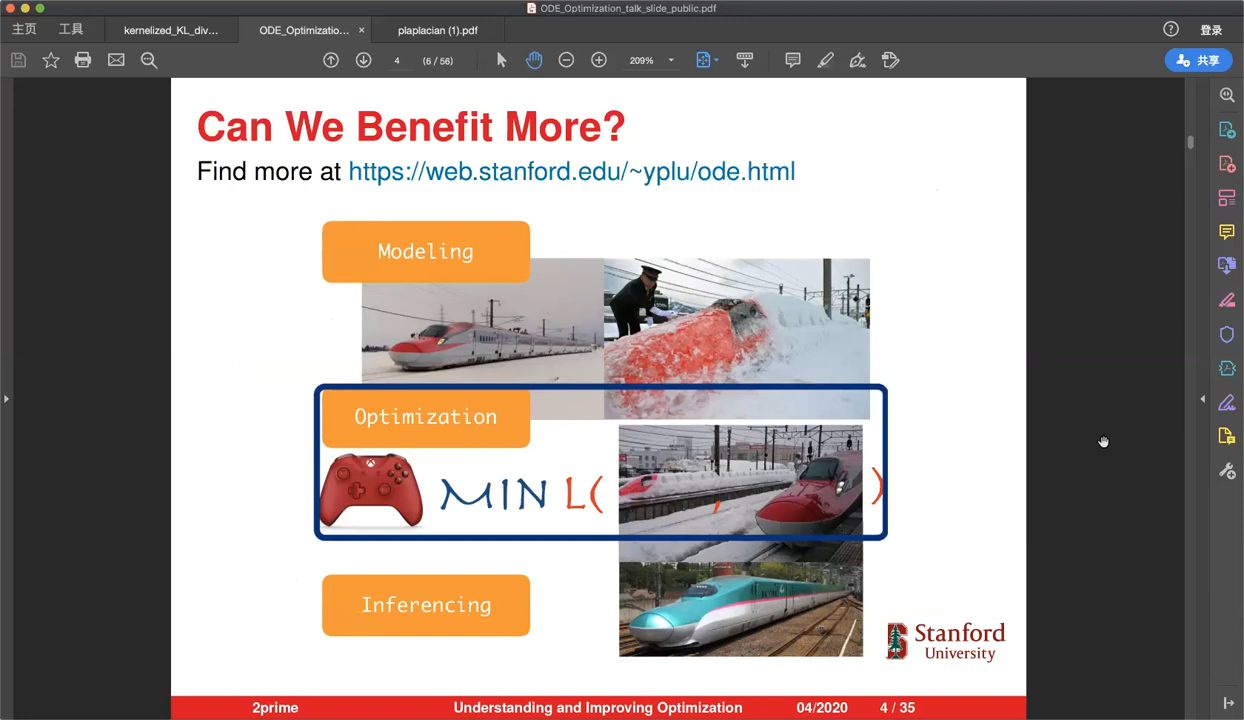 ODE_Optimization_talk_slide_public.pdf
主页 工具 kernelized_KL_div... ODE_Optimizatio... × plaplacian (1).pdf 登录
4 (6 / 56) 209% 共享
Can We Benefit More?
Find more at https://web.stanford.edu/~yplu/ode.html
Modeling
Optimization
MIN L( , )
Inferencing
Stanford
University
2prime Understanding and Improving Optimization 04/2020 4 / 35